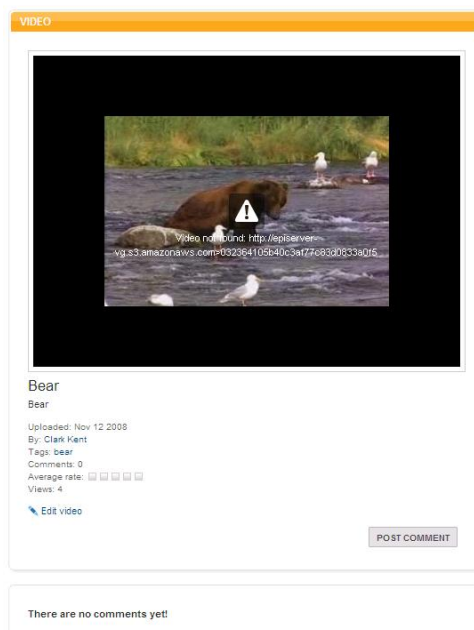 VIDEO
Video not found: http://episerver-
vg.s3.amazonaws.com>032364105b40c3af77c83d0833a0f5
Bear
Bear
Uploaded: Nov 12 2008
By: Clark Kent
Tags: bear
Comments: 0
Average rate:
Views: 4
Edit video
POST COMMENT
There are no comments yet!